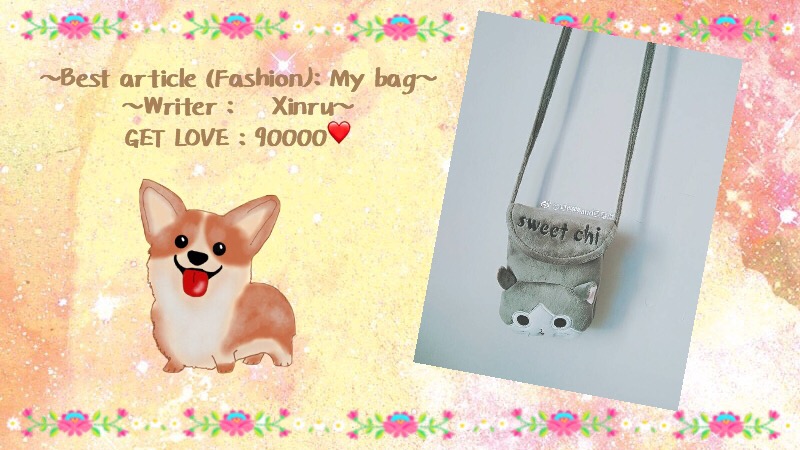 ~Best article (Fashion): My bag~
~Writer : Xinru~
GET LOVE : 90000❤️
sweet chi